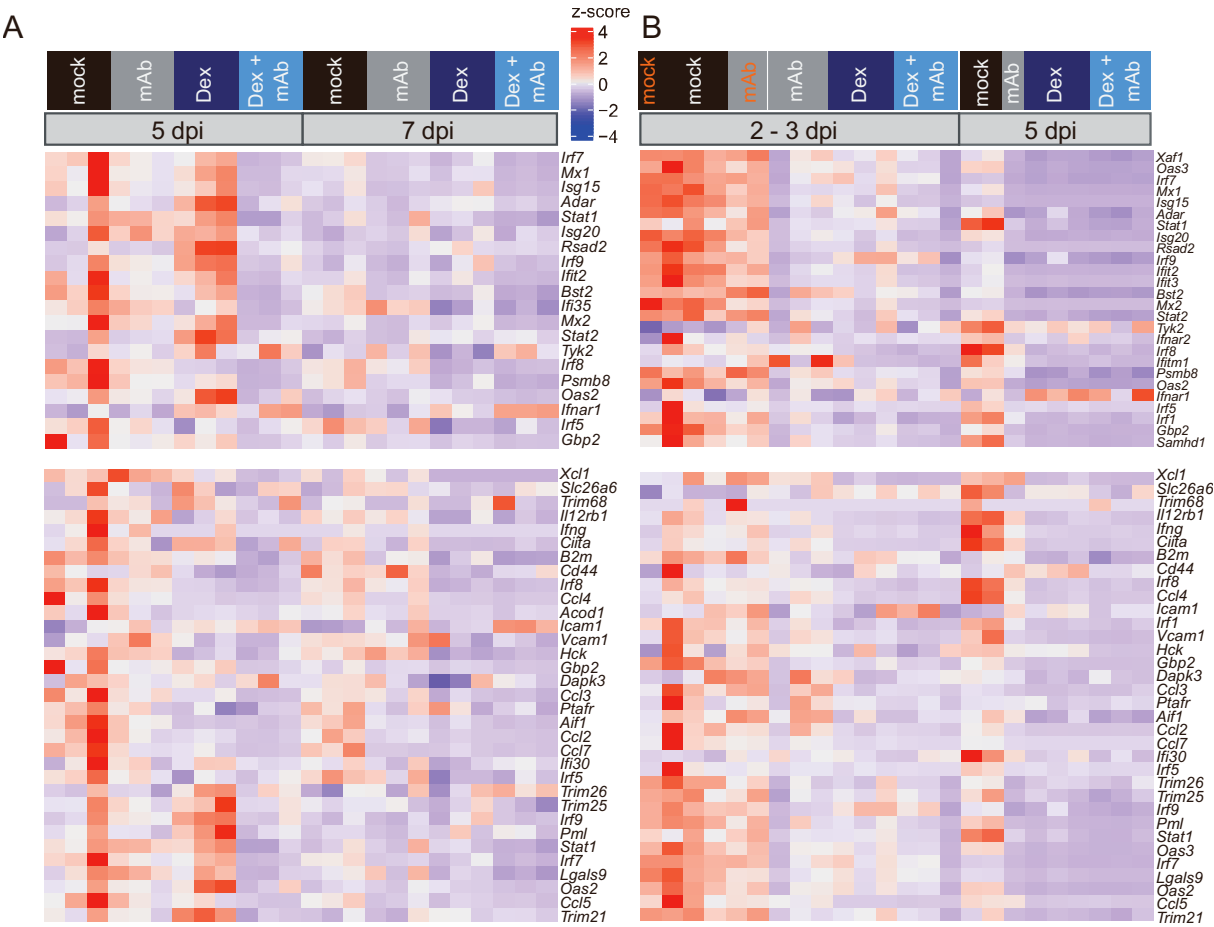 A
mock
mAb
Dex
Dex +
mAb
mock
mAb
Dex
Dex +
mAb
5 dpi
7 dpi
z-score
4
2
0
−2
−4
B
mock
mock
mAb
mAb
Dex
Dex +
mAb
mock
mAb
Dex
Dex +
mAb
2 - 3 dpi
5 dpi
Irf7
Mx1
Isg15
Adar
Stat1
Isg20
Rsad2
Irf9
Ifit2
Bst2
Ifi35
Mx2
Stat2
Tyk2
Irf8
Psmb8
Oas2
Ifnar1
Irf5
Gbp2
Xaf1
Oas3
Irf7
Mx1
Isg15
Adar
Stat1
Isg20
Rsad2
Irf9
Ifit2
Ifit3
Bst2
Mx2
Stat2
Tyk2
Ifnar2
Irf8
Ifitm1
Psmb8
Oas2
Ifnar1
Irf5
Irf1
Gbp2
Samhd1
Xcl1
Slc26a6
Trim68
Il12rb1
Ifng
Ciita
B2m
Cd44
Irf8
Ccl4
Acod1
Icam1
Vcam1
Hck
Gbp2
Dapk3
Ccl3
Ptafr
Aif1
Ccl2
Ccl7
Ifi30
Irf5
Trim26
Trim25
Irf9
Pml
Stat1
Irf7
Lgals9
Oas2
Ccl5
Trim21
Xcl1
Slc26a6
Trim68
Il12rb1
Ifng
Ciita
B2m
Cd44
Irf8
Ccl4
Icam1
Irf1
Vcam1
Hck
Gbp2
Dapk3
Ccl3
Ptafr
Aif1
Ccl2
Ccl7
Ifi30
Irf5
Trim26
Trim25
Irf9
Pml
Stat1
Oas3
Irf7
Lgals9
Oas2
Ccl5
Trim21